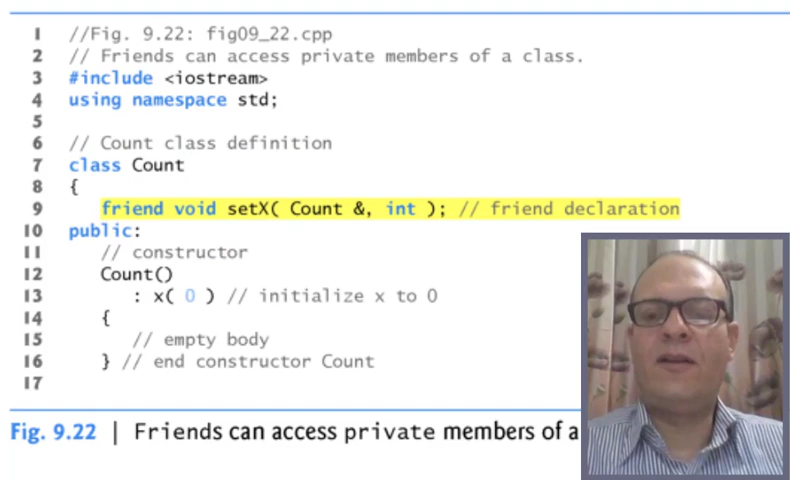 1 //Fig. 9.22: fig09_22.cpp
2 // Friends can access private members of a class.
3 #include <iostream>
4 using namespace std;
5
6 // Count class definition
7 class Count
8 {
9 friend void setX( Count &, int ); // friend declaration
10 public:
11 // constructor
12 Count()
13 : x( 0 ) // initialize x to 0
14 {
15 // empty body
16 } // end constructor Count
17
Fig. 9.22 | Friends can access private members of a